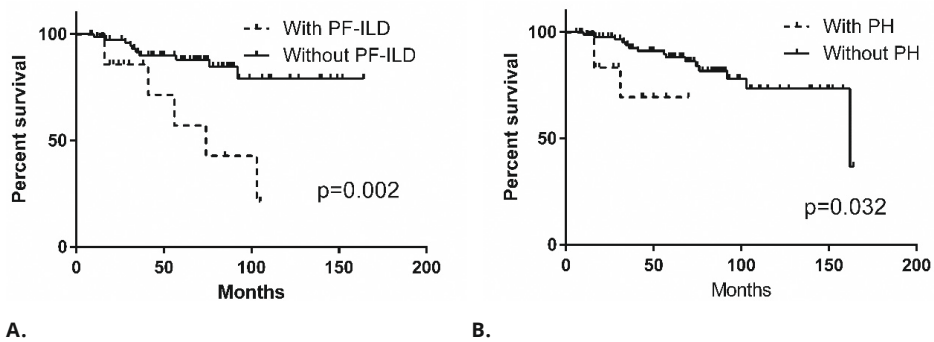 With PF-ILD
Without PF-ILD
Percent survival
100
50
0
p=0.002
0 50 100 150 200
Months
A.
With PH
Without PH
Percent survival
100
50
0
p=0.032
0 50 100 150 200
Months
B.